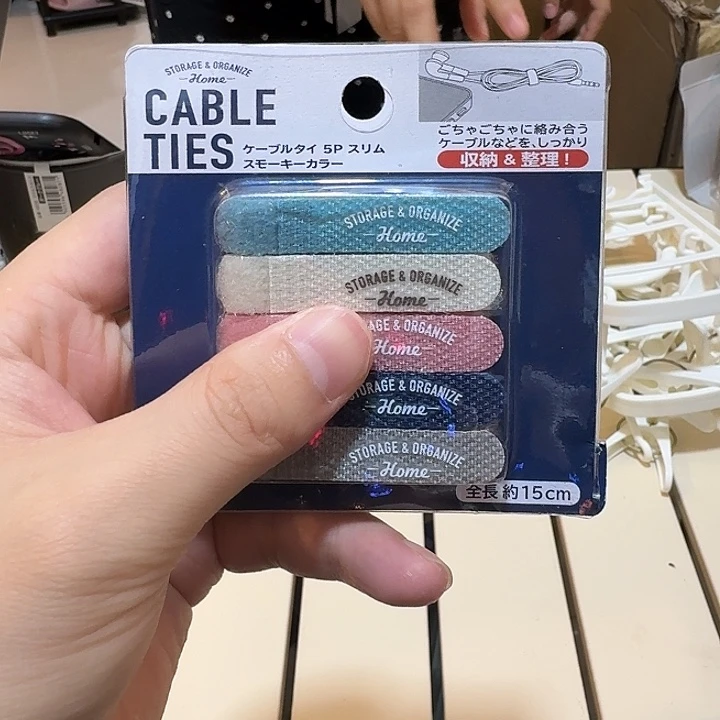 STORAGE & ORGANIZE
Home
CABLE
TIES
ケーブルタイ 5P スリム
スモーキーカラー
ごちゃごちゃに絡み合う
ケーブルなどを、しっかり
収納 & 整理!
STORAGE & ORGANIZE
Home
STORAGE & ORGANIZE
Home
AGE & ORGANIZE
Home
TORAGE & ORGANIZE
Home
STORAGE & ORGANIZE
Home
全長 約15cm